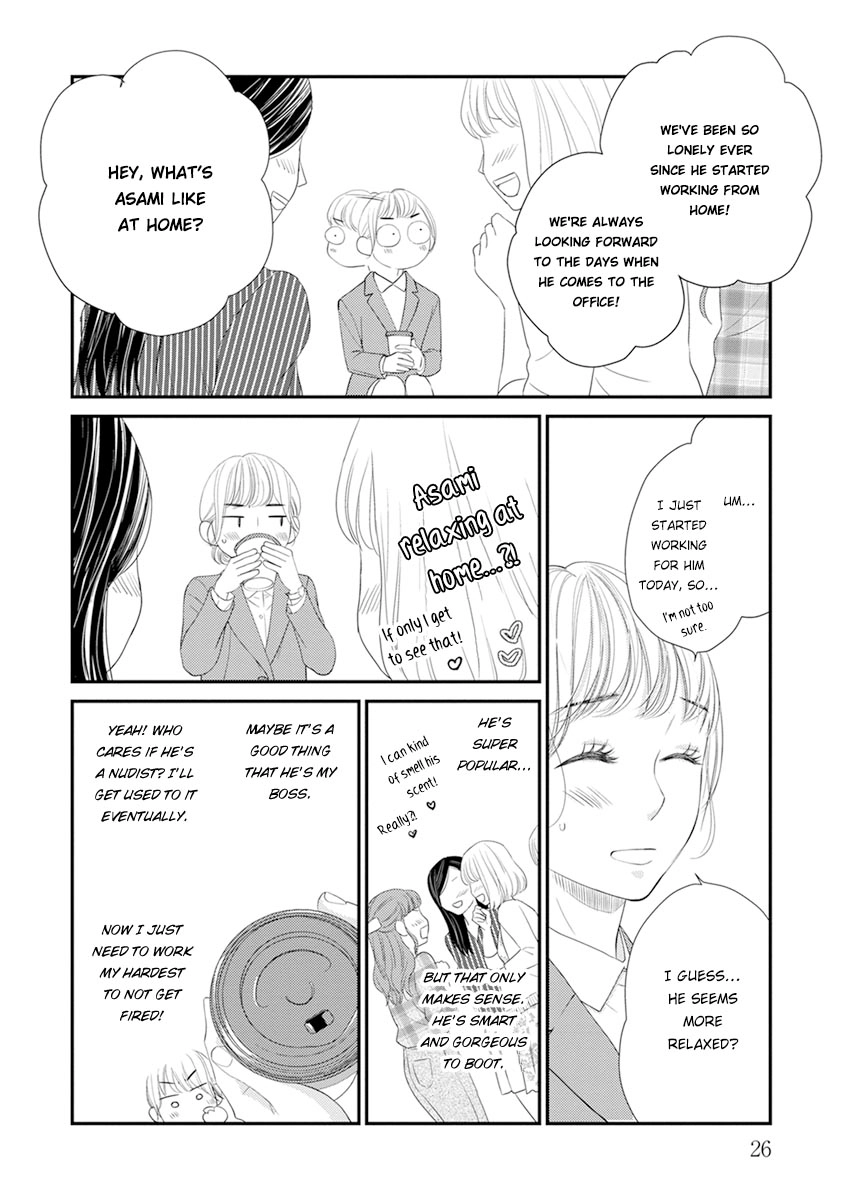 WE'VE BEEN SO
LONELY EVER
SINCE HE STARTED
WORKING FROM
HOME!
WE'RE ALWAYS
LOOKING FORWARD
TO THE DAYS WHEN
HE COMES TO THE
OFFICE!
HEY, WHAT'S
ASAMI LIKE
AT HOME?
UM...
I JUST
STARTED
WORKING
FOR HIM
TODAY, SO...
I'm not too
sure.
I GUESS...
HE SEEMS
MORE
RELAXED?
Asami
relaxing at
home...?!
If only I get
to see that!
HE'S
SUPER
POPULAR...
I can kind
of smell his
scent!
Really?!
BUT THAT ONLY
MAKES SENSE.
HE'S SMART
AND GORGEOUS
TO BOOT.
MAYBE IT'S A
GOOD THING
THAT HE'S MY
BOSS.
YEAH! WHO
CARES IF HE'S
A NUDIST? I'LL
GET USED TO IT
EVENTUALLY.
NOW I JUST
NEED TO WORK
MY HARDEST
TO NOT GET
FIRED!
26